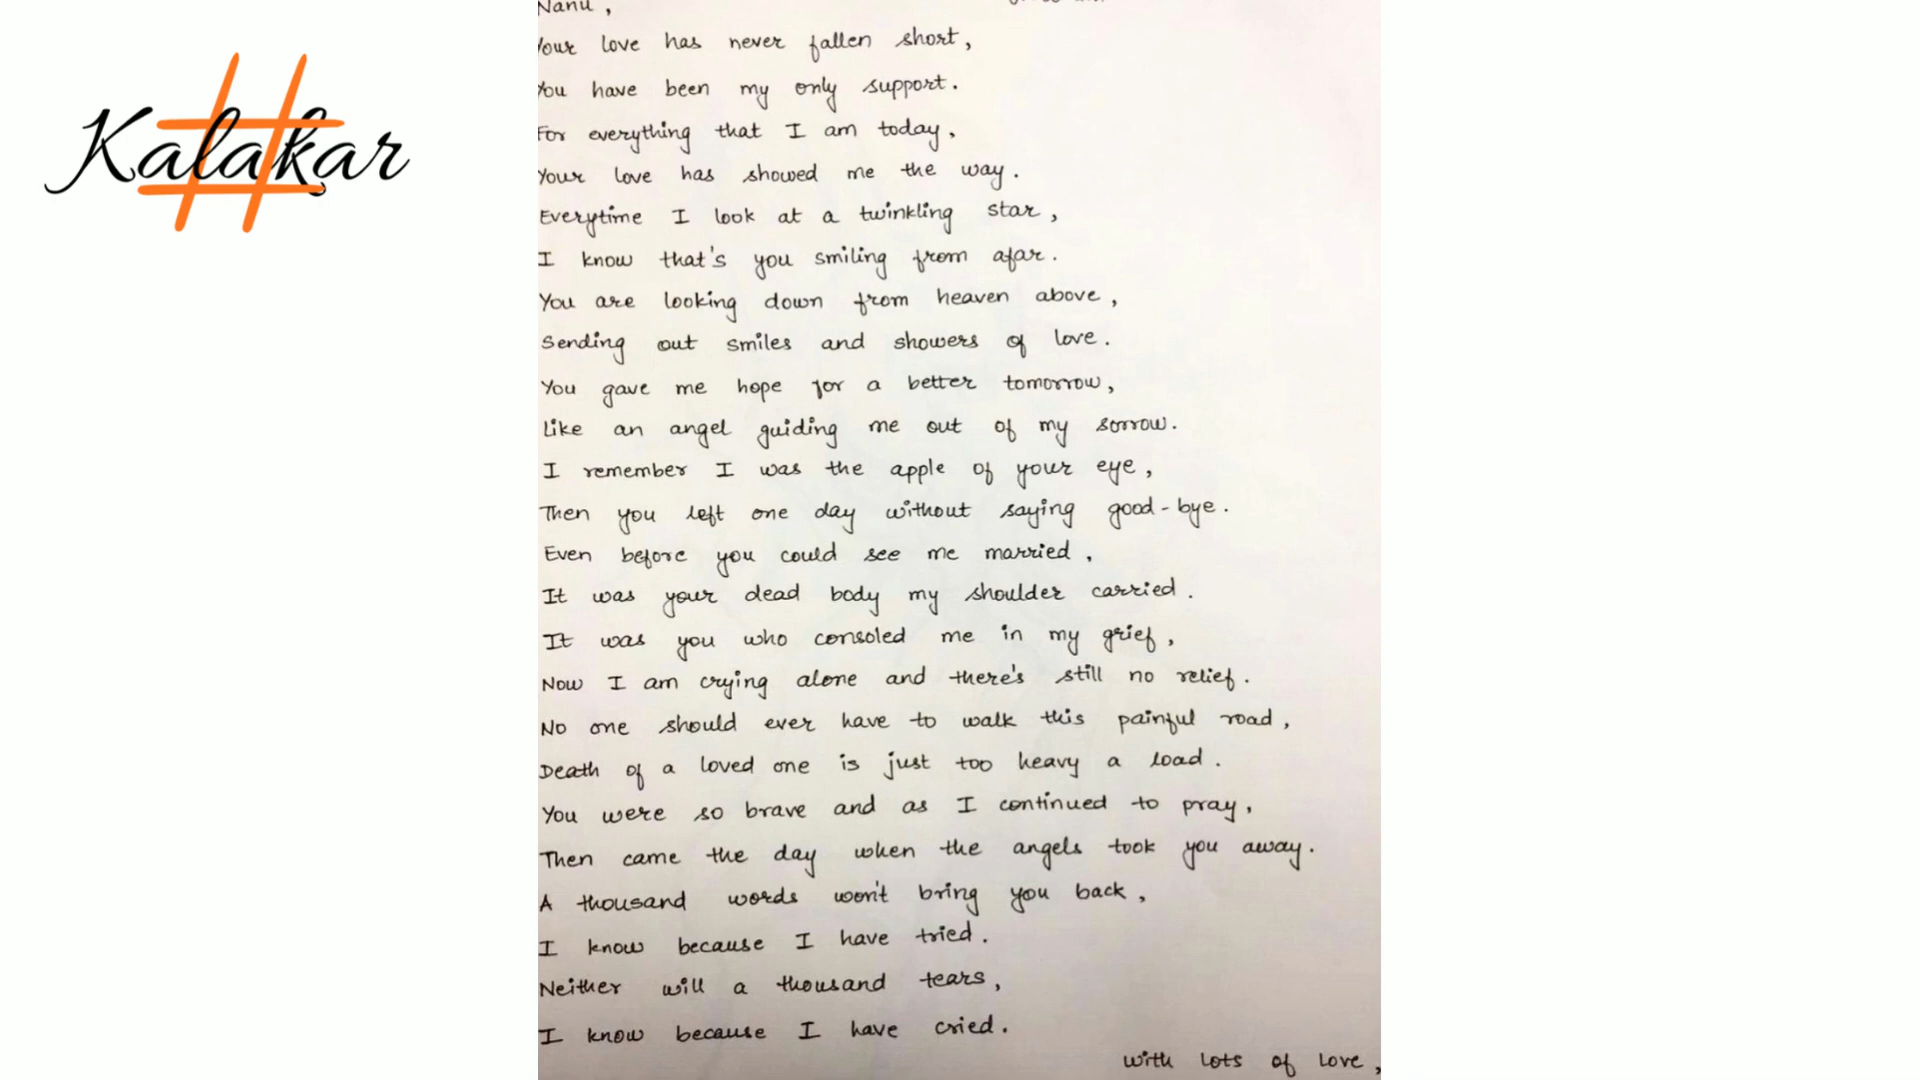 Kalakar
Nanu,
Your love has never fallen short,
You have been my only support.
For everything that I am today,
Your love has showed me the way.
Everytime I look at a twinkling star,
I know that's you smiling from afar.
You are looking down from heaven above,
Sending out smiles and showers of love.
You gave me hope for a better tomorrow,
Like an angel guiding me out of my sorrow.
I remember I was the apple of your eye,
Then you left one day without saying good-bye.
Even before you could see me married,
It was your dead body my shoulder carried.
It was you who consoled me in my grief,
Now I am crying alone and there's still no relief.
No one should ever have to walk this painful road,
Death of a loved one is just too heavy a load.
You were so brave and as I continued to pray,
Then came the day when the angels took you away.
A thousand words won't bring you back,
I know because I have tried.
Neither will a thousand tears,
I know because I have cried.
With lots of love,